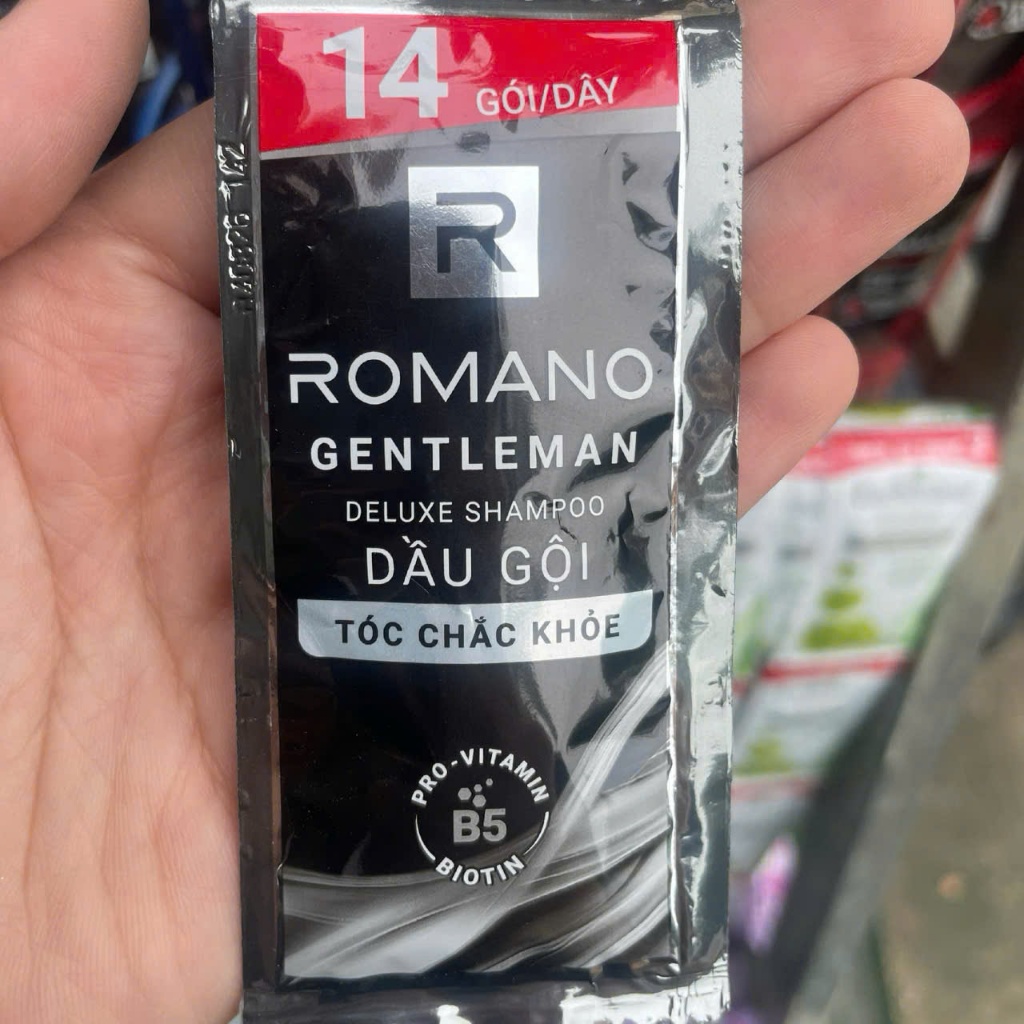 14 GÓI/DÂY
R
ROMANO
GENTLEMAN
DELUXE SHAMPOO
DẦU GỘI
TÓC CHẮC KHỎE
PRO-VITAMIN
B5
BIOTIN